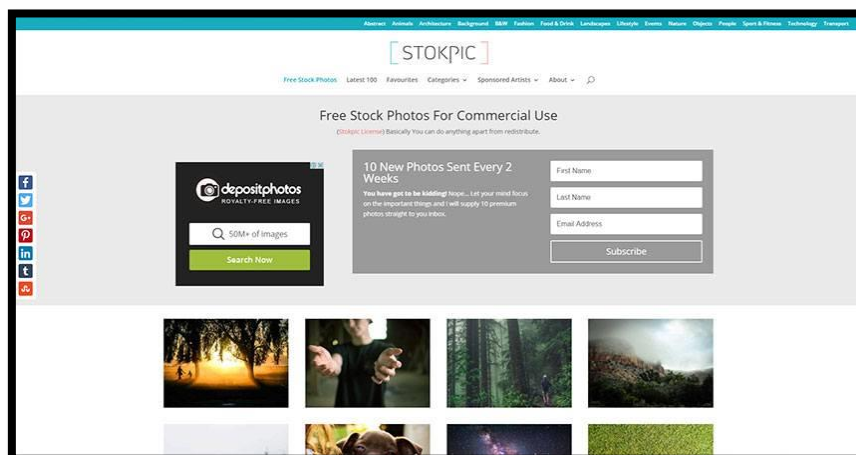 Abstract Animals Architecture Background B&W Fashion Food & Drink Landscapes Lifestyle Events Nature Objects People Sport & Fitness Technology Transport
[STOKPIC]
Free Stock Photos Latest 100 Favourites Categories Sponsored Artists About
Free Stock Photos For Commercial Use
(Stokpic License) Basically You can do anything apart from redistribute.
depositphotos
ROYALTY-FREE IMAGES
50M+ of images
Search Now
10 New Photos Sent Every 2
Weeks
You have got to be kidding! Nope... Let your mind focus
on the important things and I will supply 10 premium
photos straight to you inbox.
First Name
Last Name
Email Address
Subscribe
f
G+
in
t